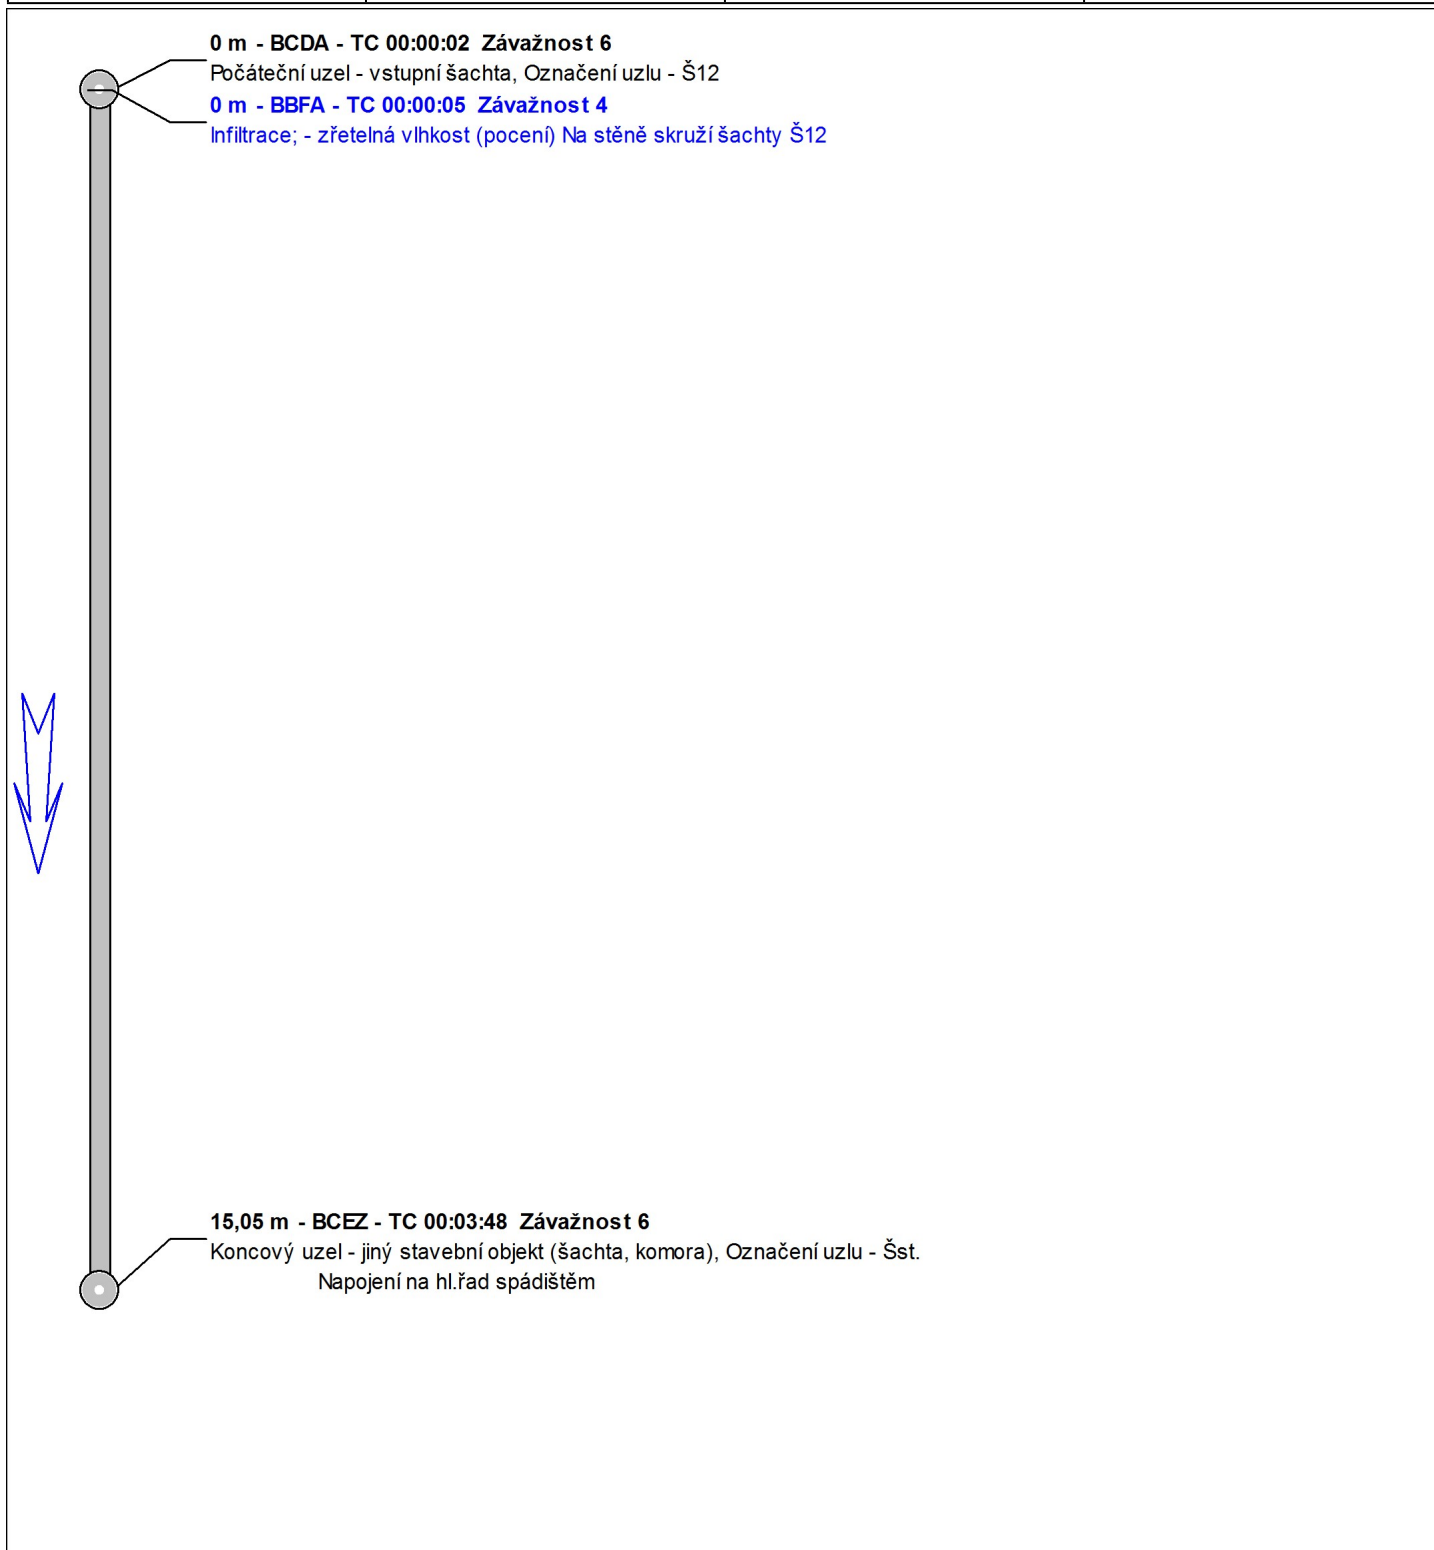 0 m - BCDA - TC 00:00:02 Závažnost 6
Počáteční uzel - vstupní šachta, Označení uzlu - Š12
0 m - BBFA - TC 00:00:05 Závažnost 4
Infiltrace; - zřetelná vlhkost (pocení) Na stěně skruží šachty Š12
15,05 m - BCEZ - TC 00:03:48 Závažnost 6
Koncový uzel - jiný stavební objekt (šachta, komora), Označení uzlu - Šst.
Napojení na hl.řad spádištěm